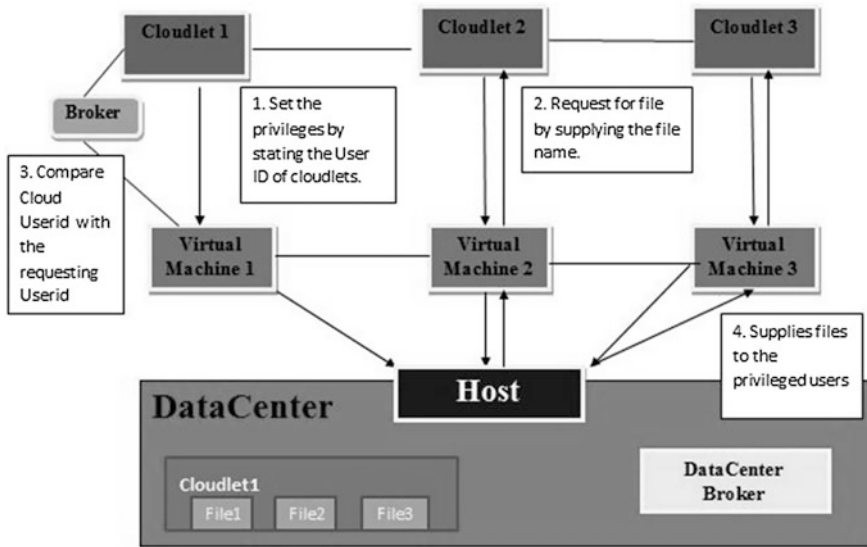 Cloudlet 1
Cloudlet 2
Cloudlet 3
Broker
1. Set the
privileges by
stating the User
ID of cloudlets.
2. Request for file
by supplying the file
name.
3. Compare
Cloud
Userid with
the
requesting
Userid
Virtual
Machine 1
Virtual
Machine 2
Virtual
Machine 3
4. Supplies files
to the
privileged users
Host
DataCenter
Cloudlet1
File1
File2
File3
DataCenter
Broker